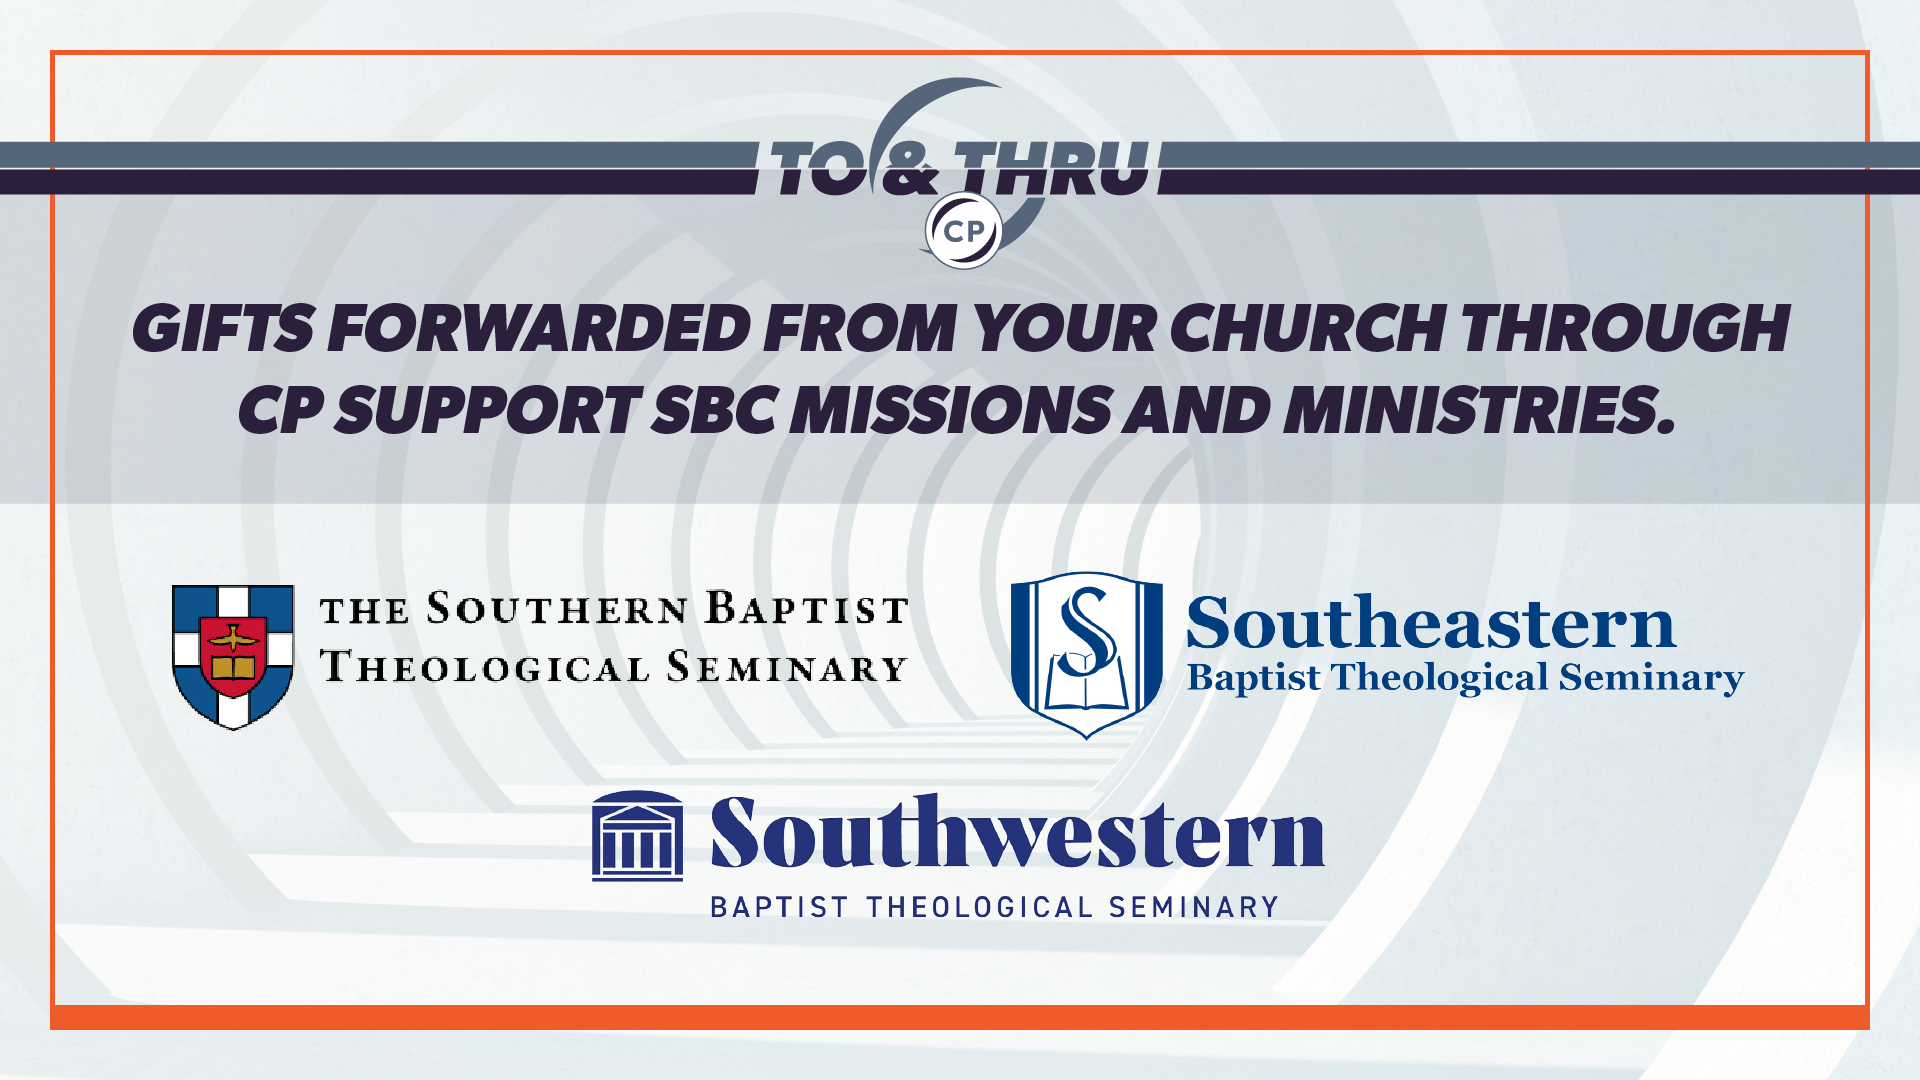 TO & THRU
CP
GIFTS FORWARDED FROM YOUR CHURCH THROUGH
CP SUPPORT SBC MISSIONS AND MINISTRIES.
THE SOUTHERN BAPTIST
THEOLOGICAL SEMINARY
S
Southeastern
Baptist Theological Seminary
Southwestern
BAPTIST THEOLOGICAL SEMINARY